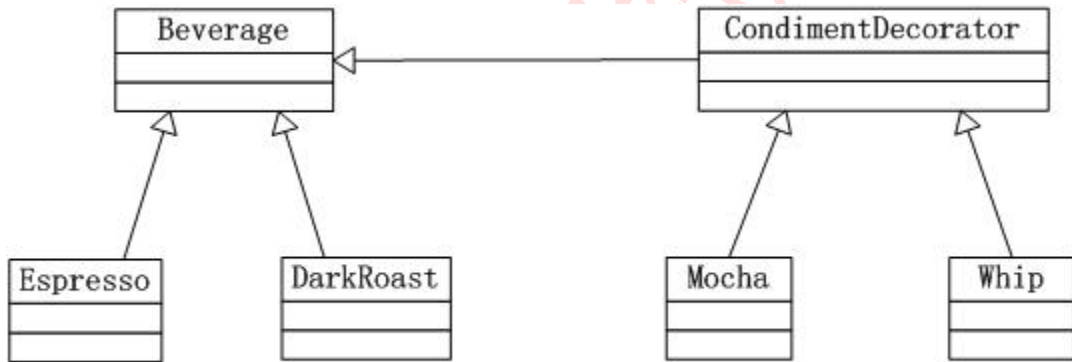 Beverage
CondimentDecorator
Espresso
DarkRoast
Mocha
Whip